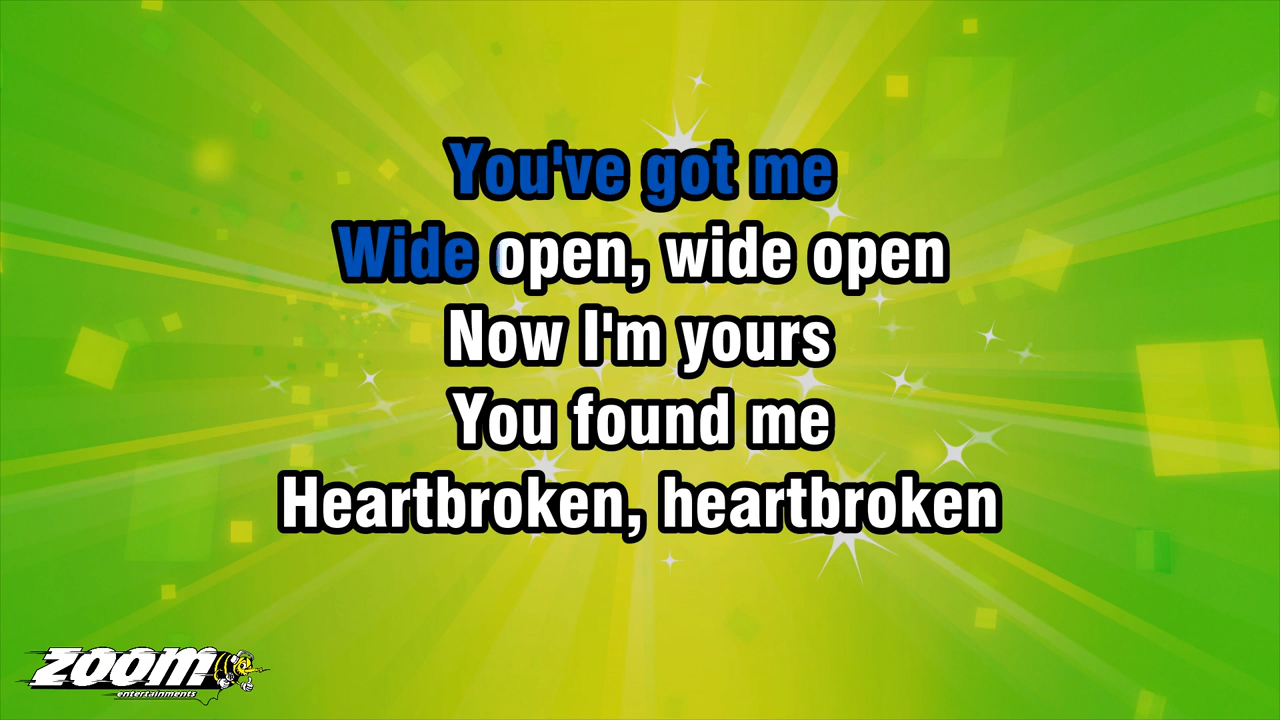 You've got me
Wide open, wide open
Now I'm yours
You found me
Heartbroken, heartbroken
zoom
entertainments